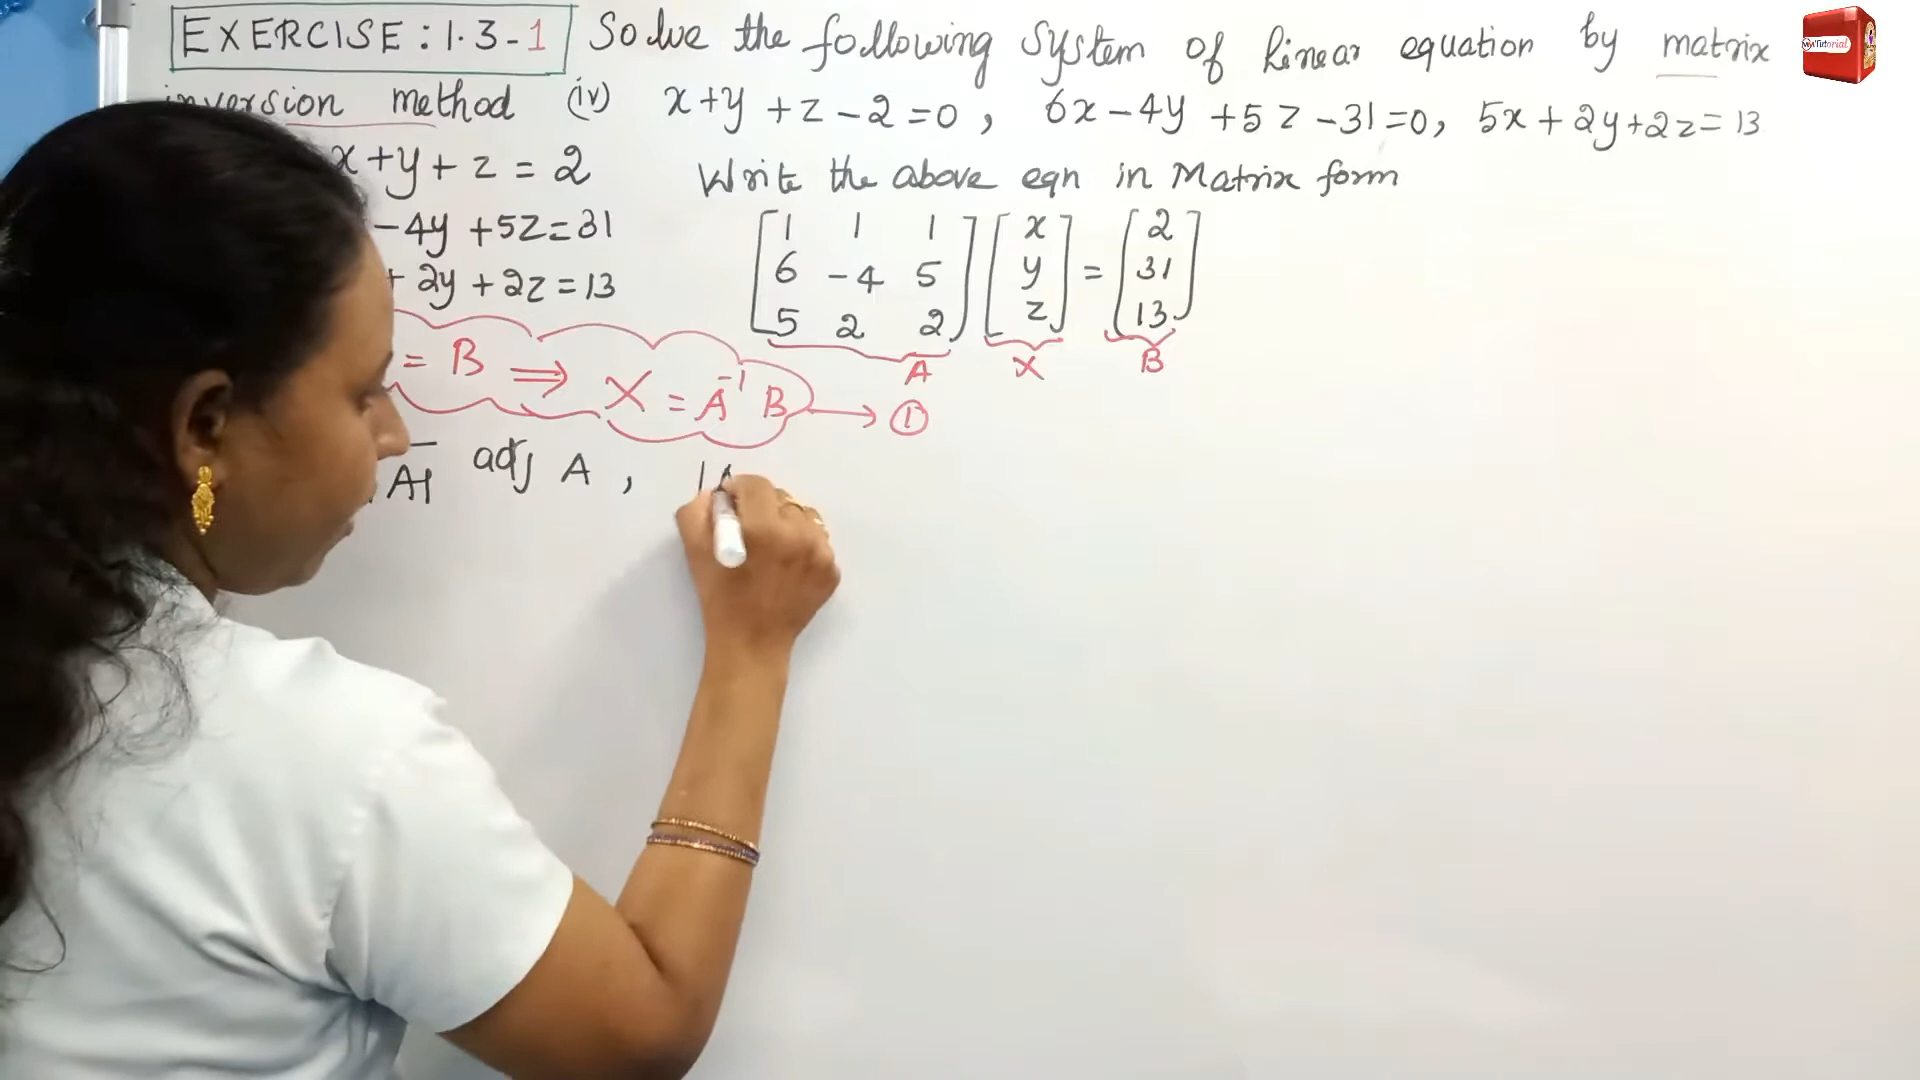 EXERCISE : 1.3 - 1 Solve the following System of linear equation by matrix
inversion method (iv) x+y+z-2=0, 6x-4y+5z-31=0, 5x+2y+2z=13
x+y+z=2 Write the above eqn in Matrix form
-4y+5z=31
+2y+2z=13
[1 1 1] [x] = [2]
[6 -4 5] [y] = [31]
[5 2 2] [z] = [13]
A X B
= B ⇒ X = A⁻¹ B → ①
|A| adj A, |A